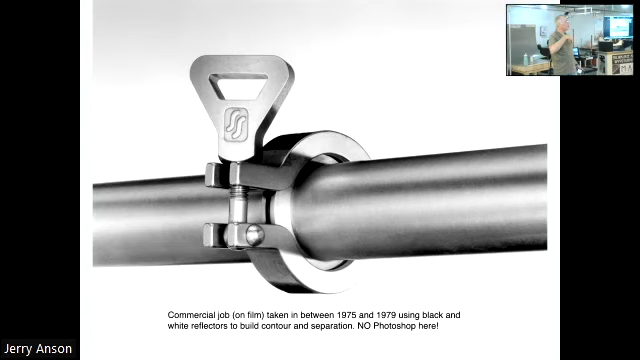 Commercial job (on film) taken in between 1975 and 1979 using black and
white reflectors to build contour and separation. NO Photoshop here!
Jerry Anson